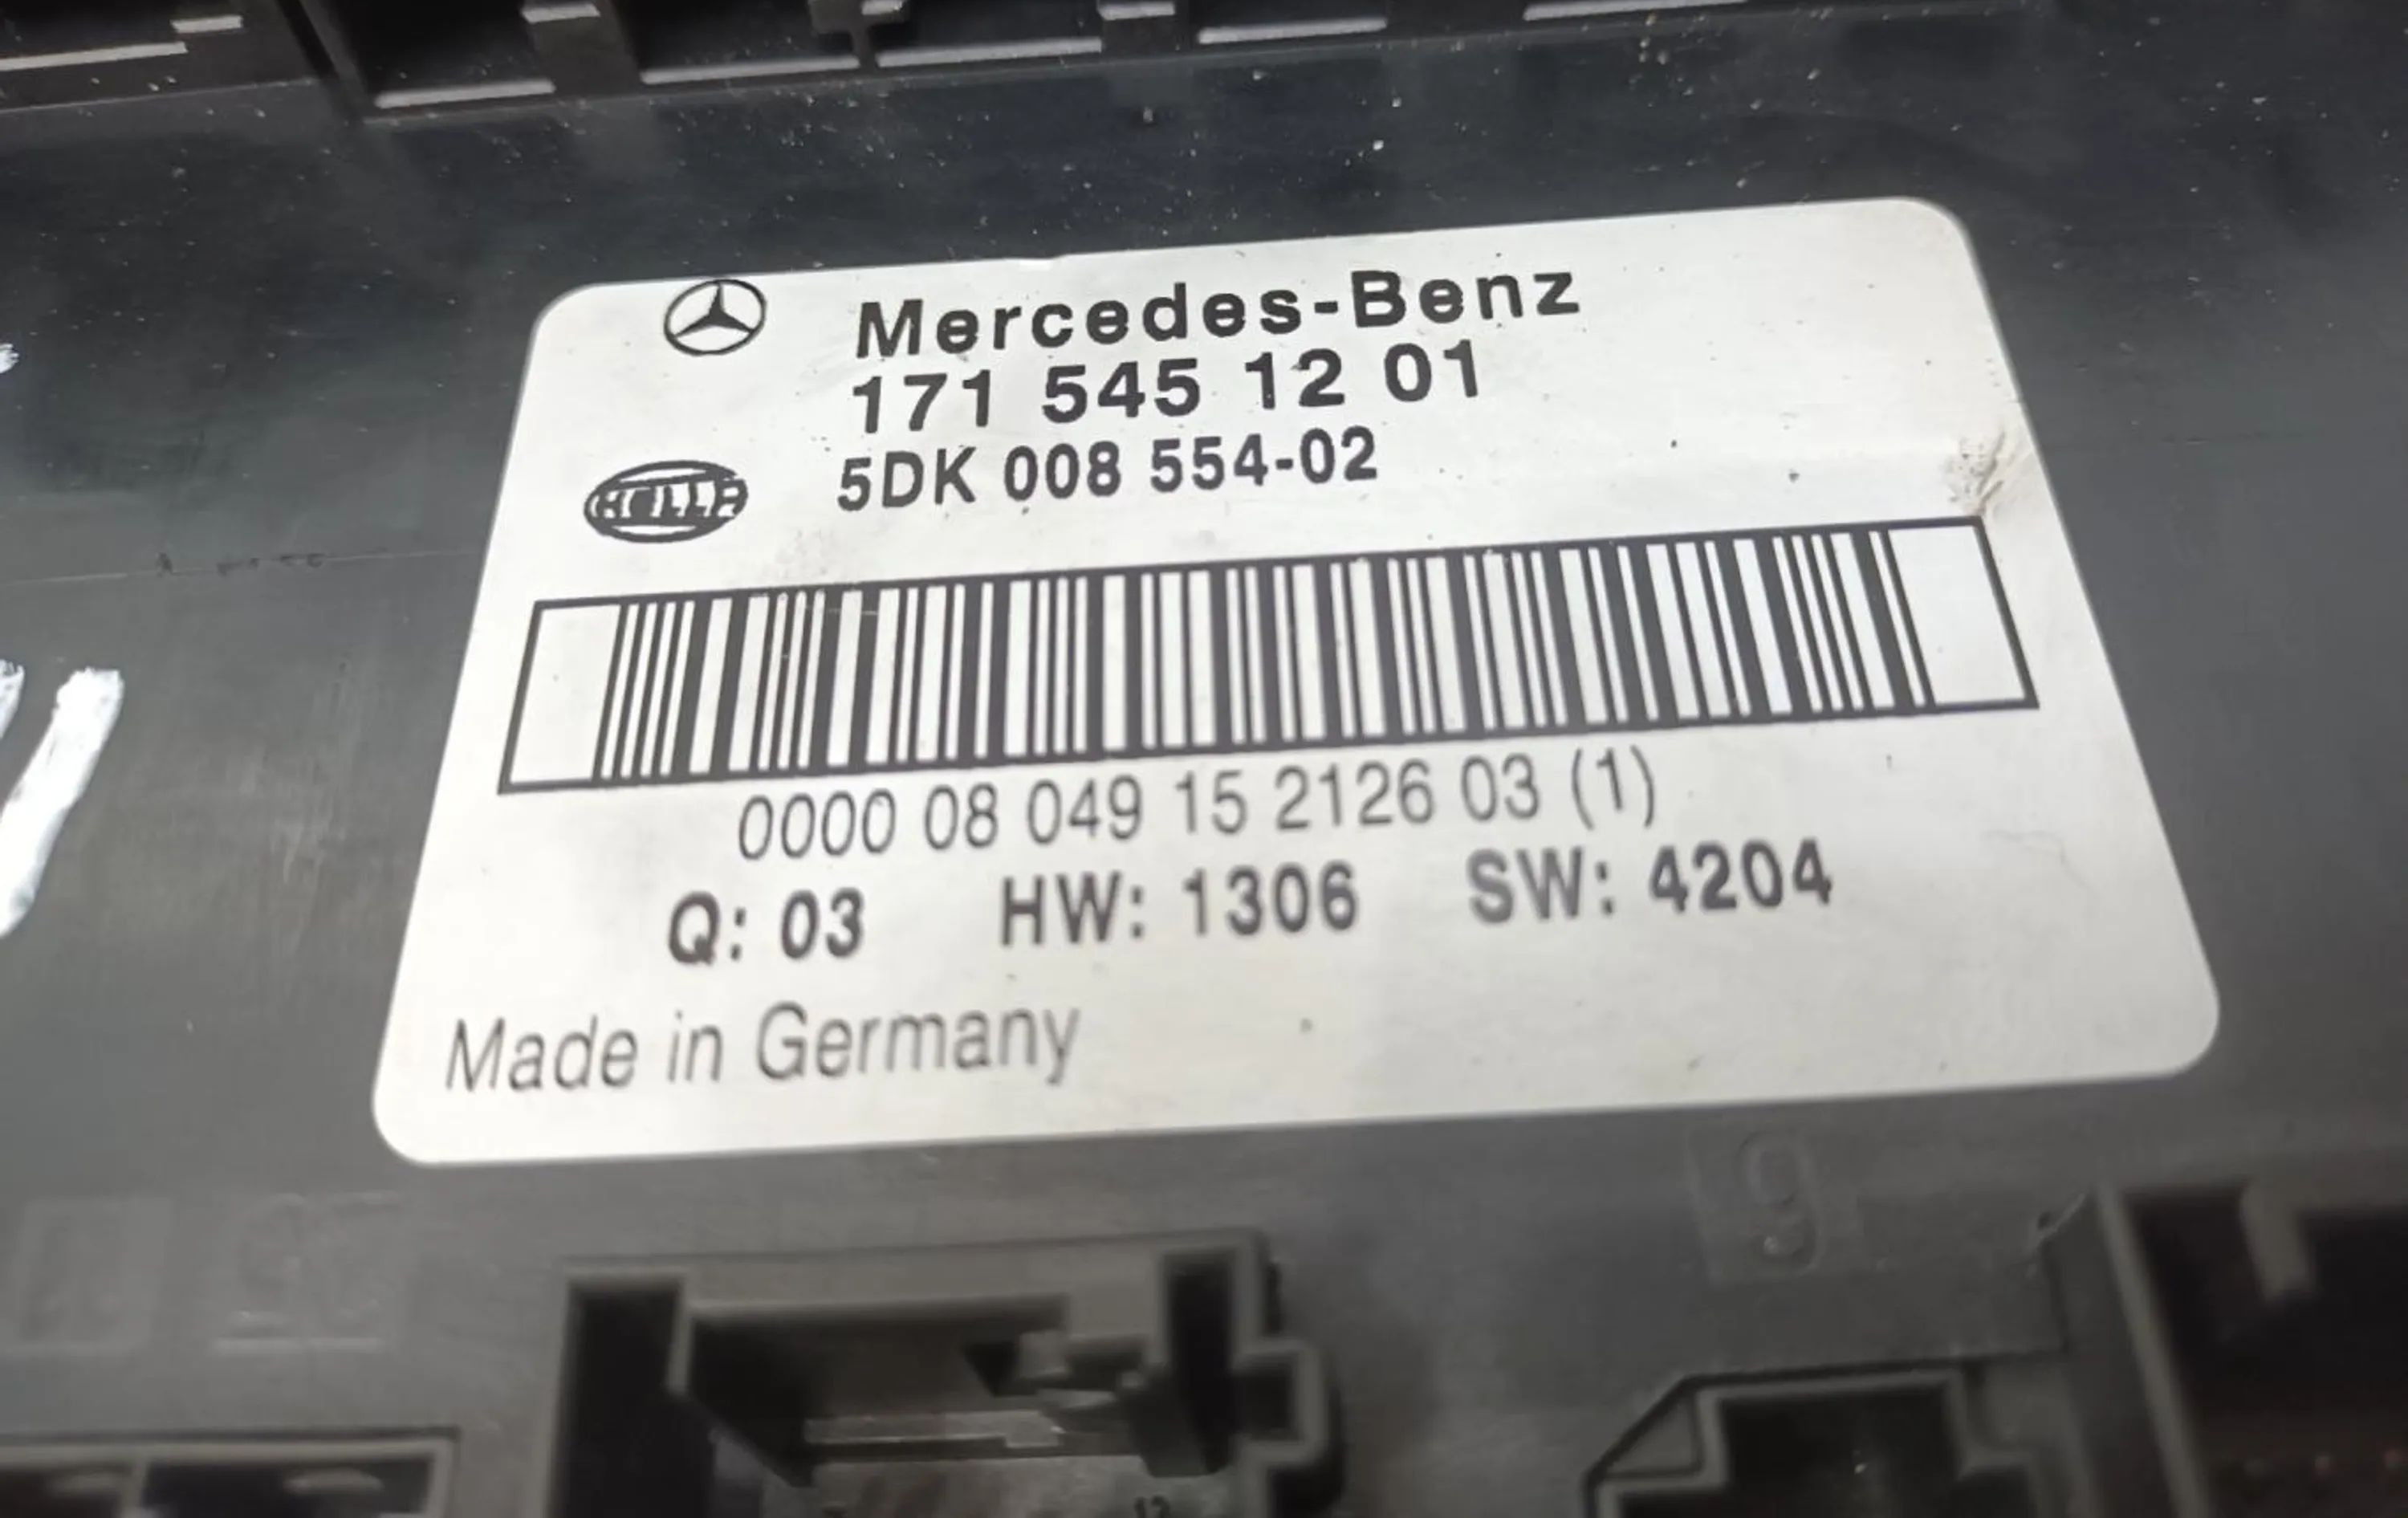 Mercedes-Benz
171 545 12 01
HELLA
5DK 008 554-02
0000 08 049 15 2126 03 (1)
Q: 03 HW: 1306 SW: 4204
Made in Germany
9
12